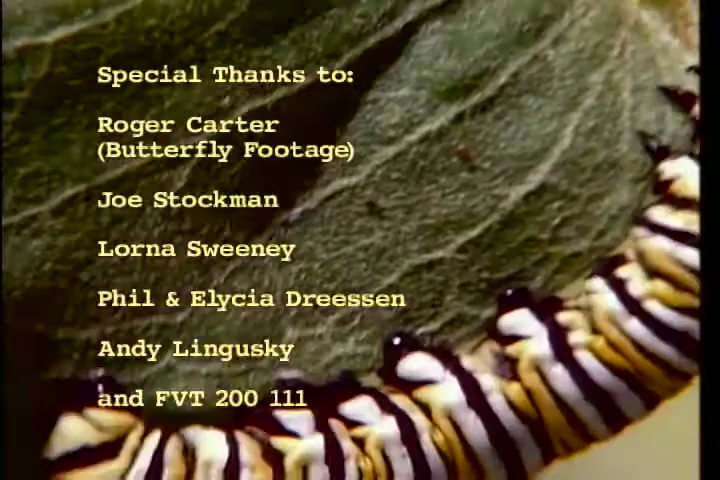 Special Thanks to:
Roger Carter
(Butterfly Footage)
Joe Stockman
Lorna Sweeney
Phil & Elycia Dreessen
Andy Lingusky
and FVT 200 111